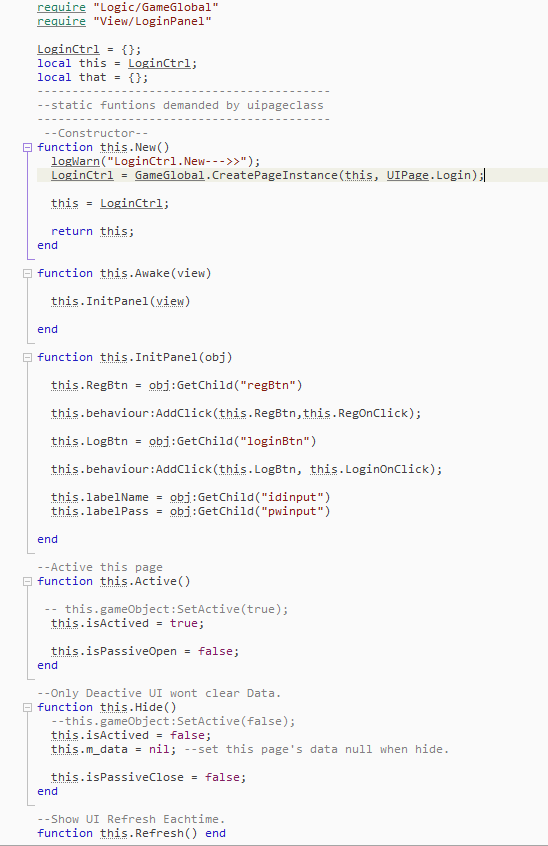 require "Logic/GameGlobal"
require "View/LoginPanel"
LoginCtrl = {};
local this = LoginCtrl;
local that = {};
------------------------------------------
--static funtions demanded by uipageclass
------------------------------------------
--Constructor--
function this.New()
logWarn("LoginCtrl.New--->>");
LoginCtrl = GameGlobal.CreatePageInstance(this, UIPage.Login);
this = LoginCtrl;
return this;
end
function this.Awake(view)
this.InitPanel(view)
end
function this.InitPanel(obj)
this.RegBtn = obj:GetChild("regBtn")
this.behaviour:AddClick(this.RegBtn,this.RegOnClick);
this.LogBtn = obj:GetChild("loginBtn")
this.behaviour:AddClick(this.LogBtn, this.LoginOnClick);
this.labelName = obj:GetChild("idinput")
this.labelPass = obj:GetChild("pwinput")
end
--Active this page
function this.Active()
-- this.gameObject:SetActive(true);
this.isActived = true;
this.isPassiveOpen = false;
end
--Only Deactive UI wont clear Data.
function this.Hide()
--this.gameObject:SetActive(false);
this.isActived = false;
this.m_data = nil; --set this page's data null when hide.
this.isPassiveClose = false;
end
--Show UI Refresh Eachtime.
function this.Refresh() end